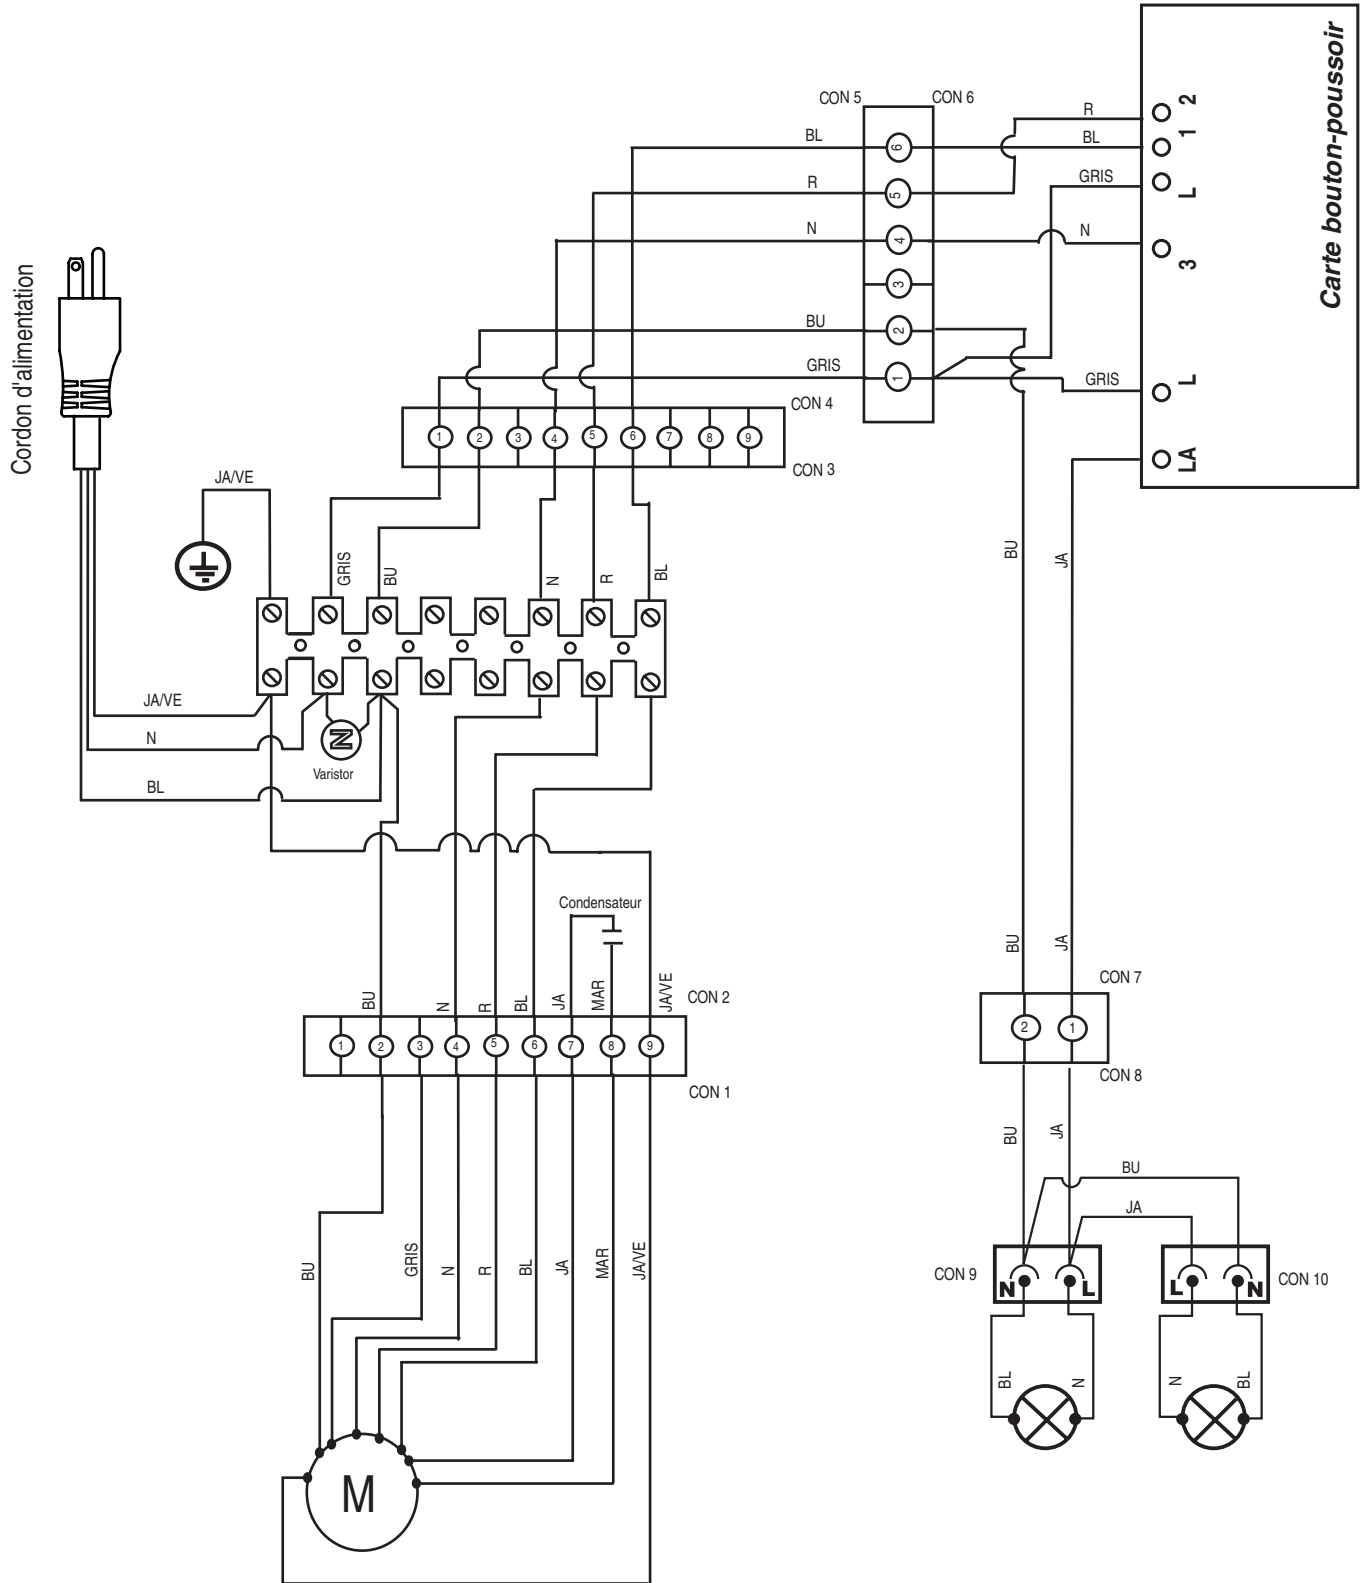 Carte bouton-poussoir
CON 5
CON 6
R
2
BL
6
BL
1
R
5
GRIS
L
N
4
N
3
3
BU
2
GRIS
1
GRIS
L
LA
Cordon d'alimentation
CON 4
1
2
3
4
5
6
7
8
9
CON 3
JA/VE
GRIS
BU
N
R
BL
BU
JA
JA/VE
N
Varistor
BL
Condensateur
BU
N
R
BL
JA
MAR
JA/VE
CON 2
1
2
3
4
5
6
7
8
9
CON 1
BU
JA
CON 7
2
1
CON 8
BU
JA
BU
JA
BU
GRIS
N
R
BL
JA
MAR
JA/VE
CON 9
N
L
L
N
CON 10
BL
N
N
BL
M